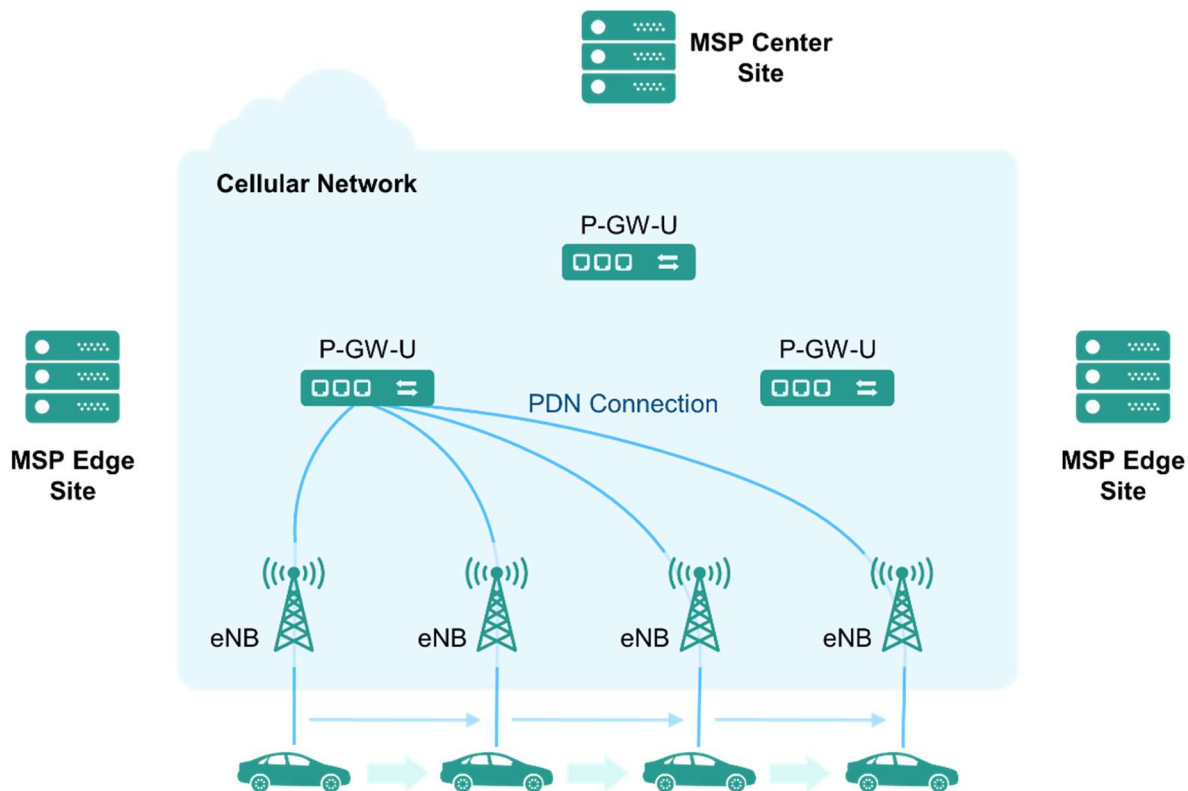 MSP Center
Site
Cellular Network
P-GW-U
P-GW-U
P-GW-U
PDN Connection
MSP Edge
Site
MSP Edge
Site
eNB
eNB
eNB
eNB